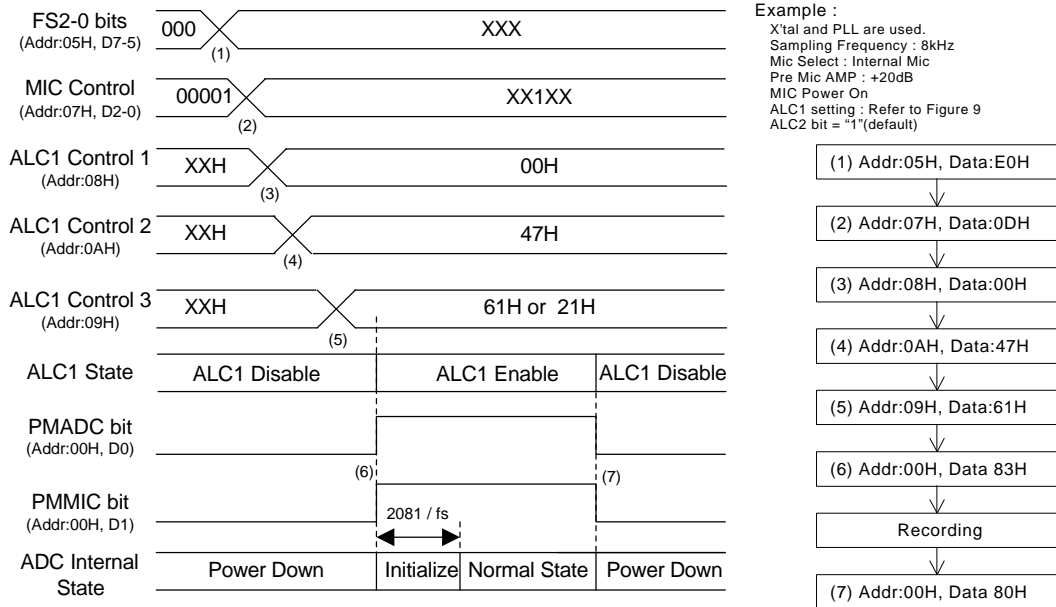 FS2-0 bits
(Addr:05H, D7-5)
000
XXX
(1)
MIC Control
(Addr:07H, D2-0)
00001
XX1XX
(2)
ALC1 Control 1
(Addr:08H)
XXH
00H
(3)
ALC1 Control 2
(Addr:0AH)
XXH
47H
(4)
ALC1 Control 3
(Addr:09H)
XXH
61H or 21H
(5)
ALC1 State
ALC1 Disable
ALC1 Enable
ALC1 Disable
PMADC bit
(Addr:00H, D0)
(6)
(7)
PMMIC bit
(Addr:00H, D1)
2081 / fs
ADC Internal
State
Power Down
Initialize
Normal State
Power Down
Example :
X'tal and PLL are used.
Sampling Frequency : 8kHz
Mic Select : Internal Mic
Pre Mic AMP : +20dB
MIC Power On
ALC1 setting : Refer to Figure 9
ALC2 bit = “1”(default)
(1) Addr:05H, Data:E0H
(2) Addr:07H, Data:0DH
(3) Addr:08H, Data:00H
(4) Addr:0AH, Data:47H
(5) Addr:09H, Data:61H
(6) Addr:00H, Data 83H
Recording
(7) Addr:00H, Data 80H